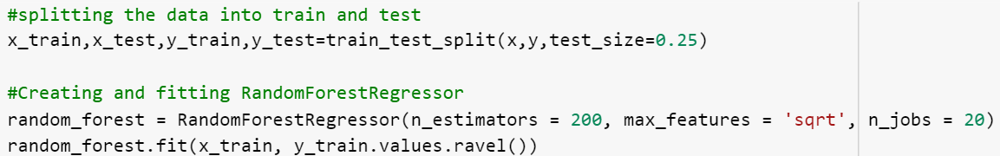 #splitting the data into train and test
x_train,x_test,y_train,y_test=train_test_split(x,y,test_size=0.25)
#Creating and fitting RandomForestRegressor
random_forest = RandomForestRegressor(n_estimators = 200, max_features = 'sqrt', n_jobs = 20)
random_forest.fit(x_train, y_train.values.ravel())